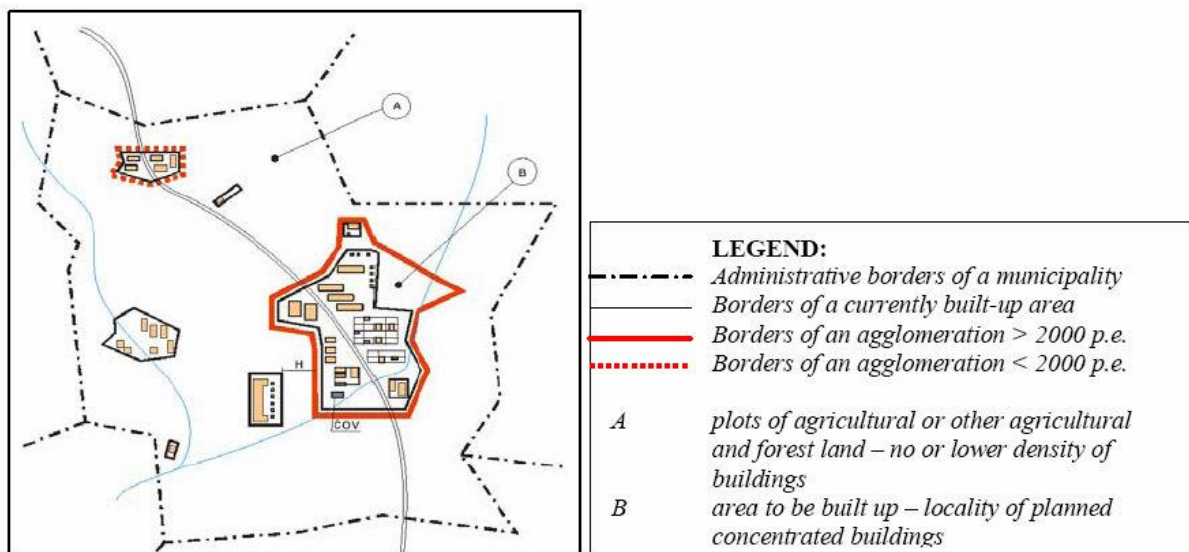 A
B
H
COV
LEGEND:
Administrative borders of a municipality
Borders of a currently built-up area
Borders of an agglomeration > 2000 p.e.
Borders of an agglomeration < 2000 p.e.
A plots of agricultural or other agricultural
and forest land – no or lower density of
buildings
B area to be built up – locality of planned
concentrated buildings